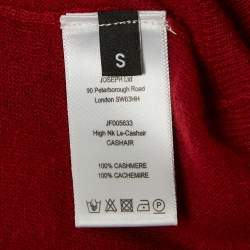 S
JOSEPH Ltd
90 Peterborough Road
London SW63HH
JF005633
High Nk Le-Cashair
CASHAIR
100% CASHMERE
100% CACHEMIRE
P